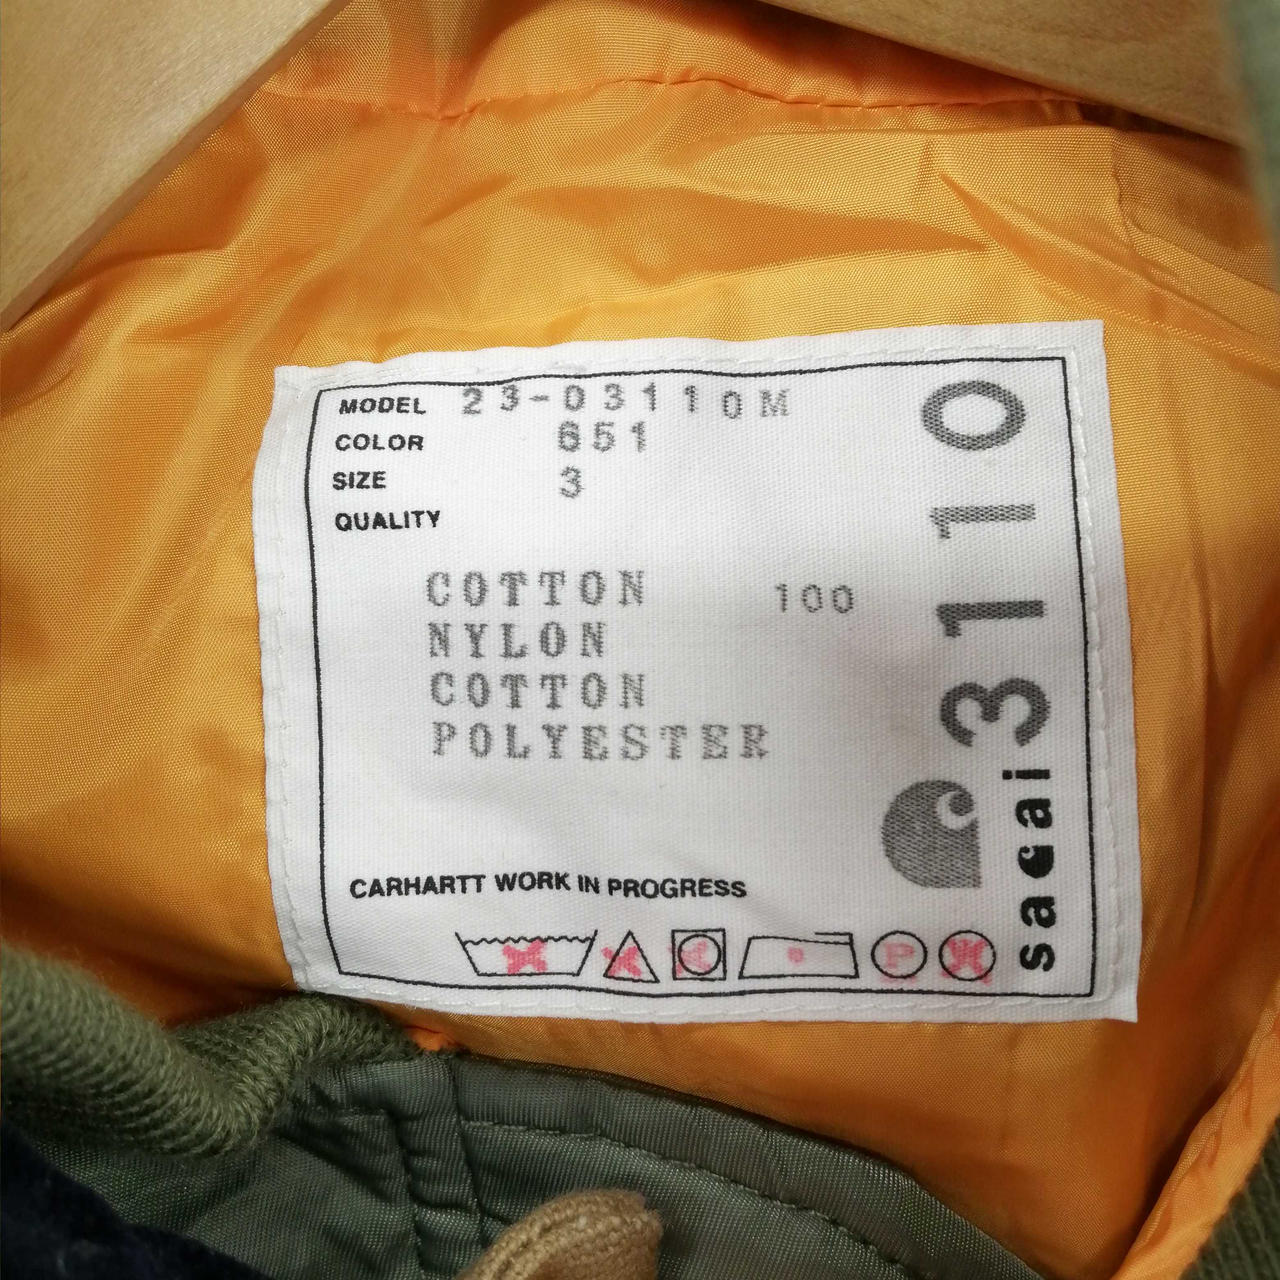 MODEL 23-03110M
COLOR 651
SIZE 3
QUALITY
COTTON 100
NYLON
COTTON
POLYESTER
CARHARTT WORK IN PROGRESS
P
3110
sacai